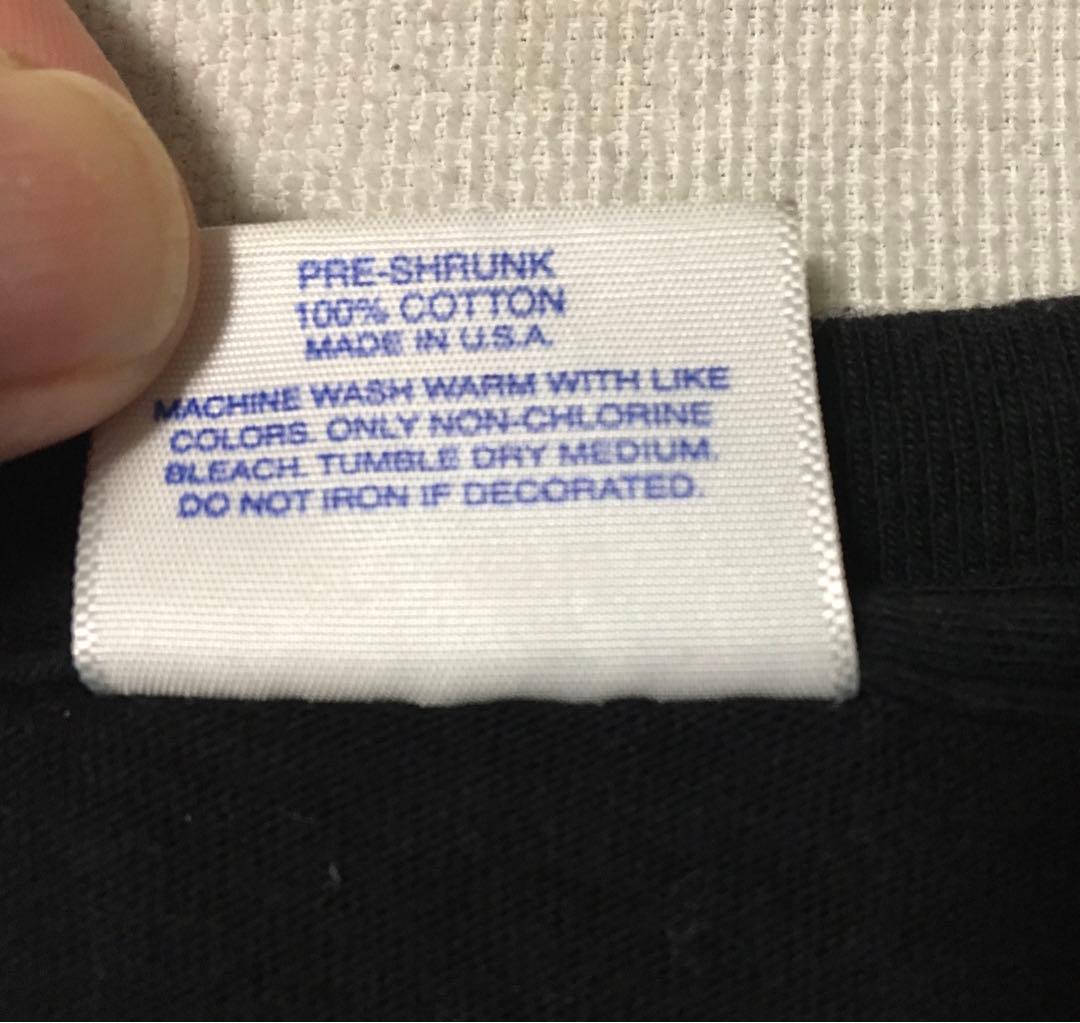 PRE-SHRUNK
100% COTTON
MADE IN U.S.A.
MACHINE WASH WARM WITH LIKE
COLORS. ONLY NON-CHLORINE
BLEACH. TUMBLE DRY MEDIUM.
DO NOT IRON IF DECORATED.